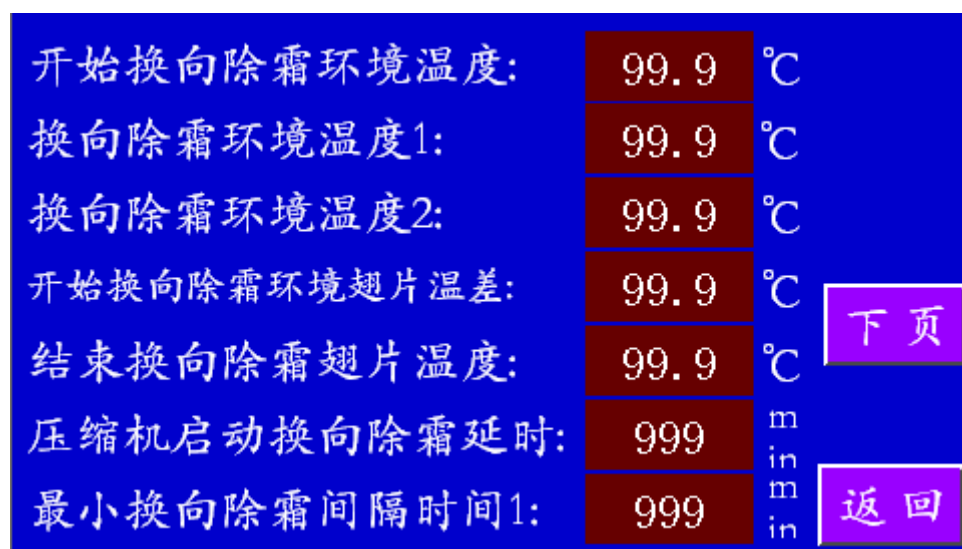 开始换向除霜环境温度: 99.9 ℃
换向除霜环境温度1: 99.9 ℃
换向除霜环境温度2: 99.9 ℃
开始换向除霜环境翅片温差: 99.9 ℃
下页
结束换向除霜翅片温度: 99.9 ℃
压缩机启动换向除霜延时: 999 min
最小换向除霜间隔时间1: 999 min
返回